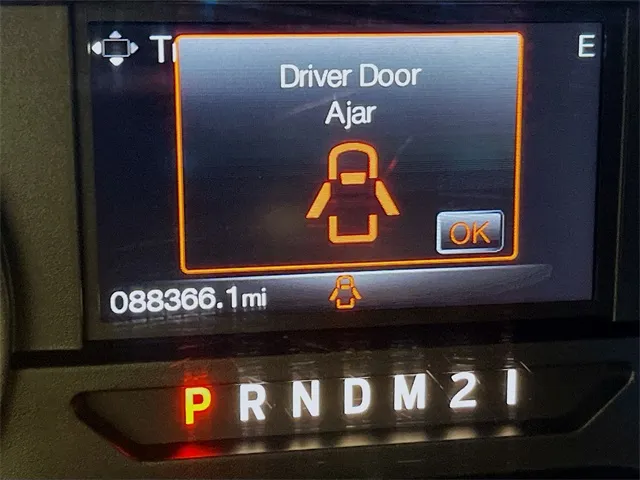 E
Driver Door
Ajar
OK
088366.1mi
P R N D M 2 1